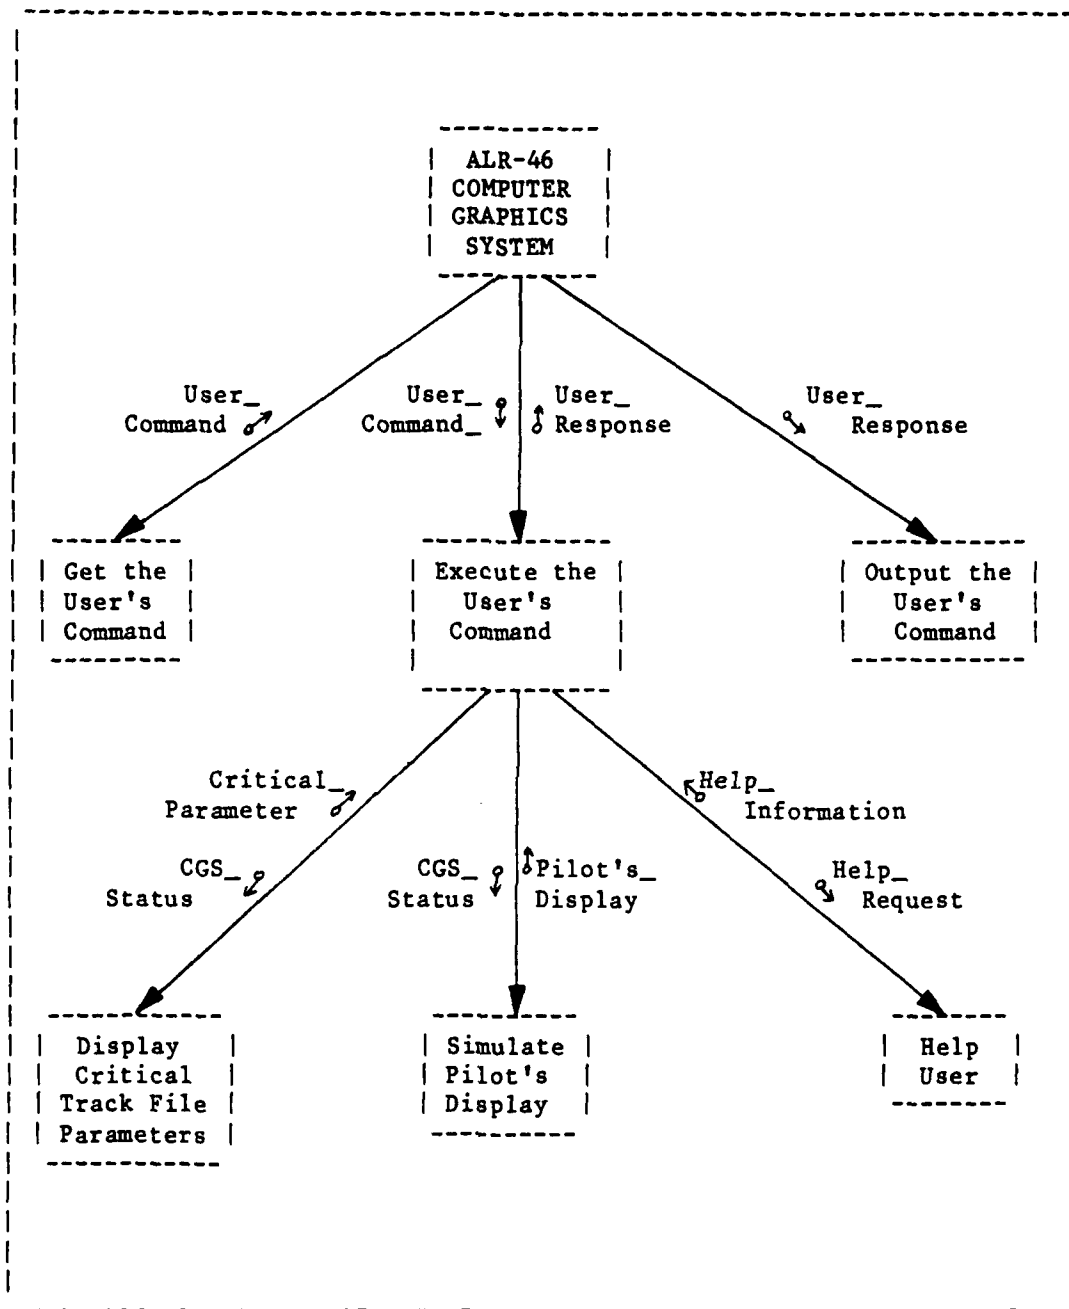 ALR-46
COMPUTER
GRAPHICS
SYSTEM
User_
Command
User_
Command_
User_
Response
User_
Response
Get the
User's
Command
Execute the
User's
Command
Output the
User's
Command
Critical_
Parameter
CGS_
Status
CGS_
Status
Pilot's_
Display
Help_
Information
Help_
Request
Display
Critical
Track File
Parameters
Simulate
Pilot's
Display
Help
User